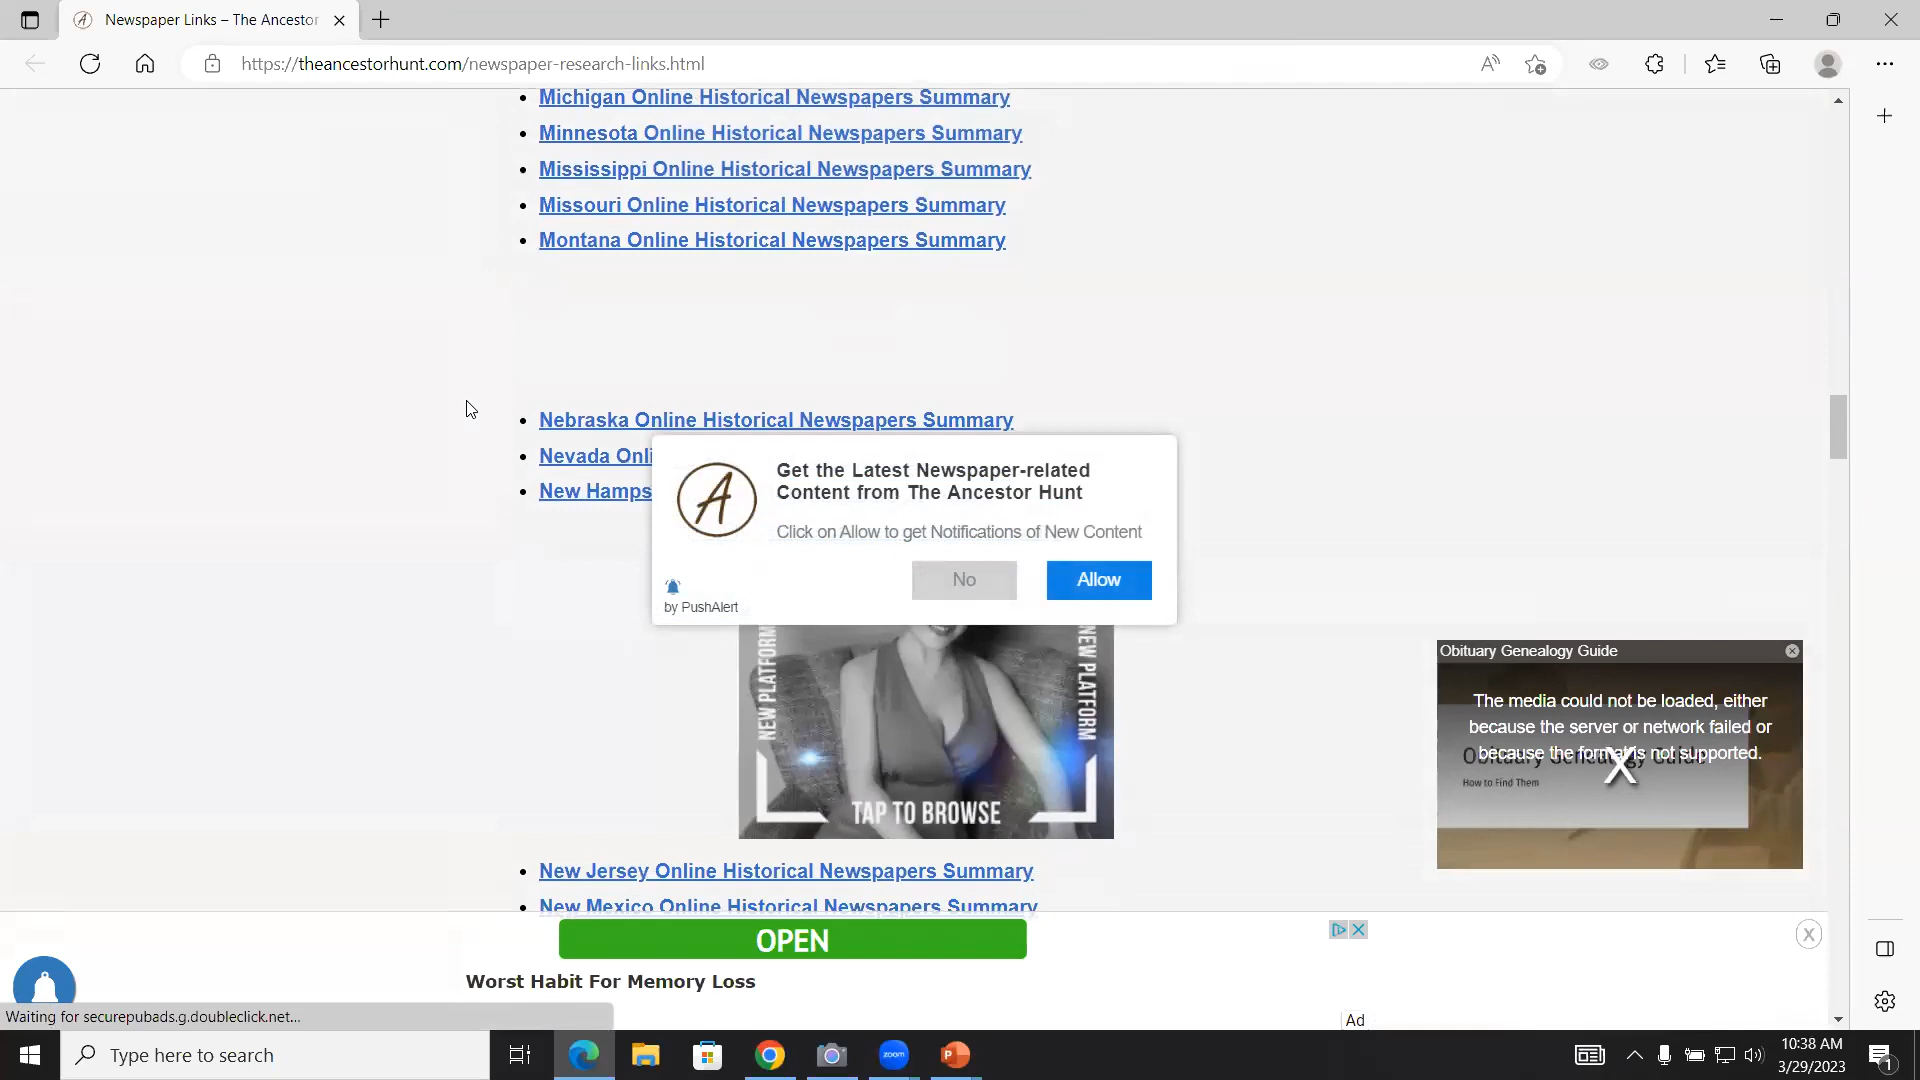 Newspaper Links – The Ancestor
https://theancestorhunt.com/newspaper-research-links.html
Michigan Online Historical Newspapers Summary
Minnesota Online Historical Newspapers Summary
Mississippi Online Historical Newspapers Summary
Missouri Online Historical Newspapers Summary
Montana Online Historical Newspapers Summary
Nebraska Online Historical Newspapers Summary
Nevada Onli
New Hamps
Get the Latest Newspaper-related
Content from The Ancestor Hunt
Click on Allow to get Notifications of New Content
No
Allow
by PushAlert
NEW PLATFORM
NEW PLATFORM
TAP TO BROWSE
Obituary Genealogy Guide
The media could not be loaded, either
because the server or network failed or
because the format is not supported.
Obituary Genealogy Guide
How to Find Them
New Jersey Online Historical Newspapers Summary
New Mexico Online Historical Newspapers Summary
OPEN
Worst Habit For Memory Loss
Ad
Waiting for securepubads.g.doubleclick.net...
Type here to search
zoom
10:38 AM
3/29/2023
1